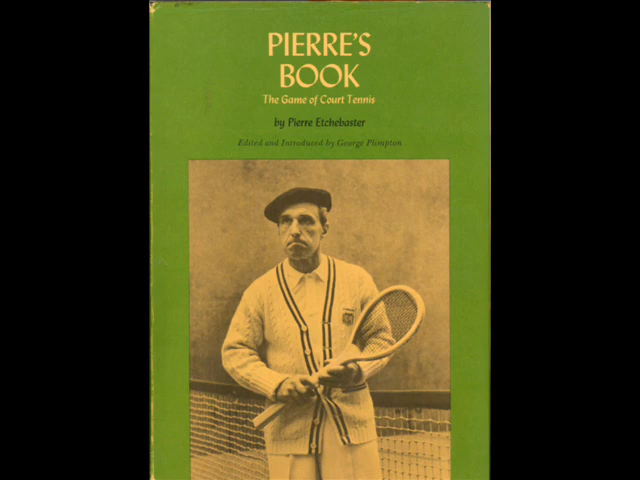 PIERRE'S
BOOK
The Game of Court Tennis
by Pierre Etchebaster
Edited and Introduced by George Plimpton